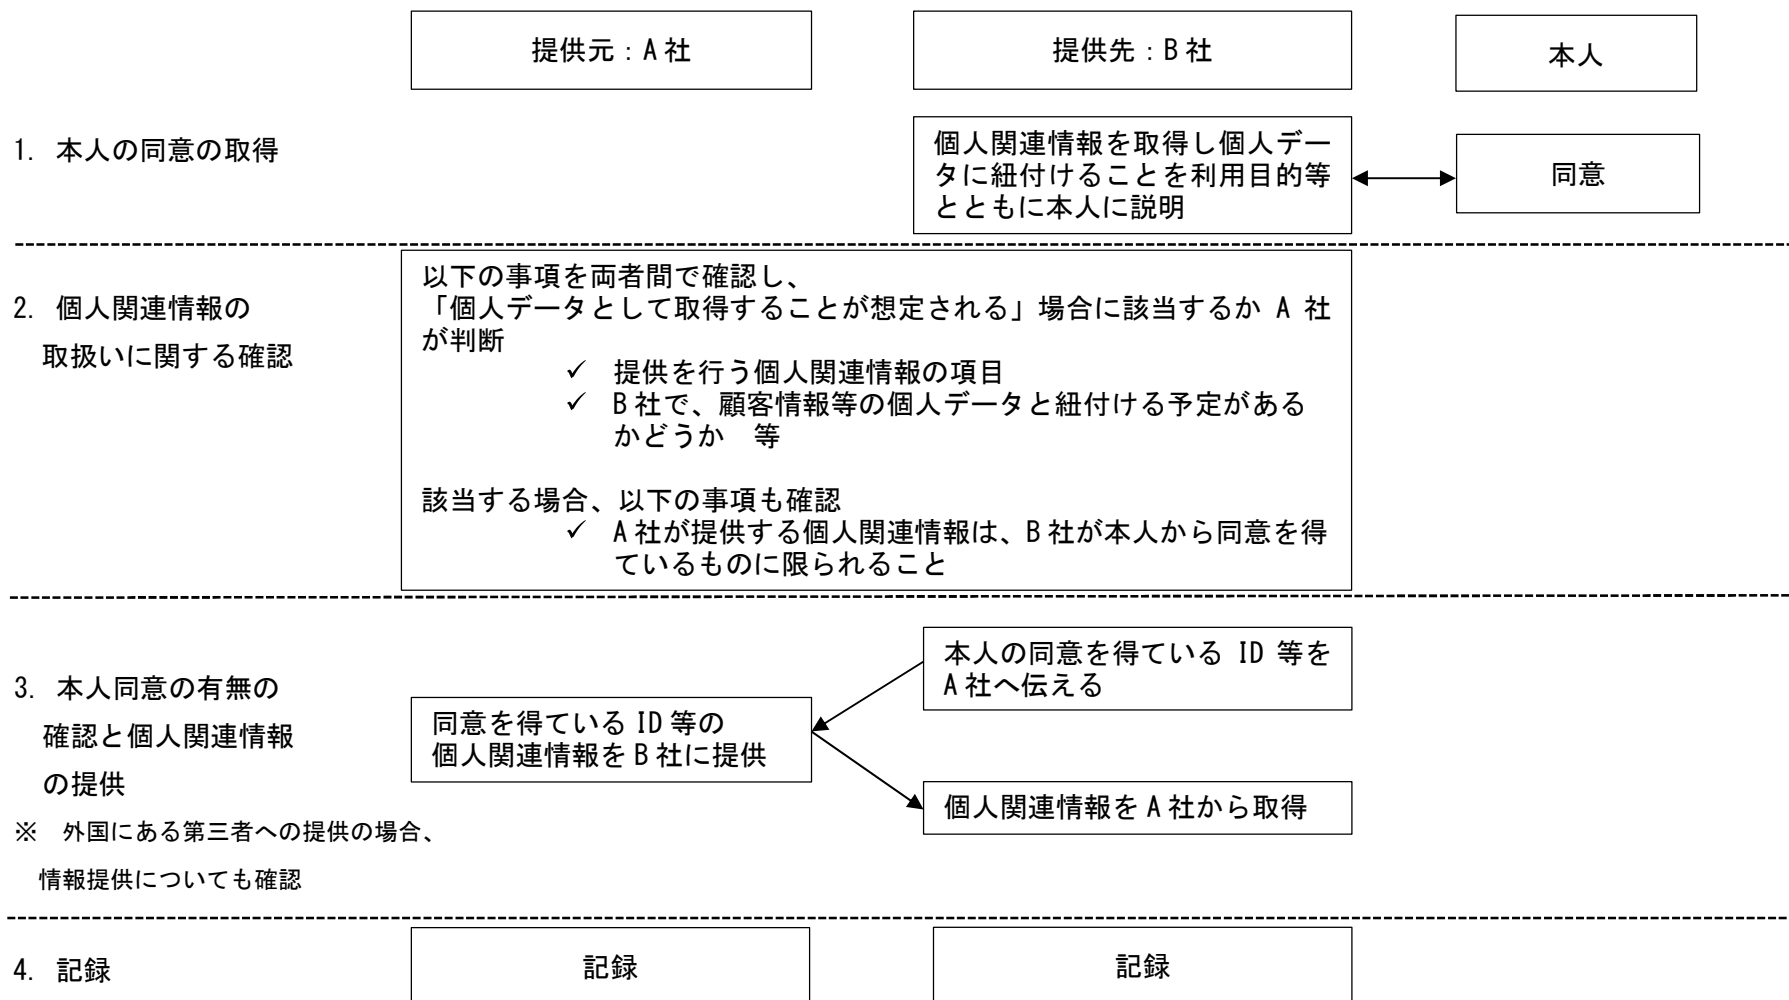 提供元：A社
提供先：B社
本人
1. 本人の同意の取得
個人関連情報を取得し個人デー
タに紐付けることを利用目的等
とともに本人に説明
同意
2. 個人関連情報の
取扱いに関する確認
以下の事項を両者間で確認し、
「個人データとして取得することが想定される」場合に該当するか A 社
が判断
✓ 提供を行う個人関連情報の項目
✓ B社で、顧客情報等の個人データと紐付ける予定がある
かどうか　等
該当する場合、以下の事項も確認
✓ A社が提供する個人関連情報は、B社が本人から同意を得
ているものに限られること
3. 本人同意の有無の
確認と個人関連情報
の提供
※　外国にある第三者への提供の場合、
情報提供についても確認
本人の同意を得ている ID 等を
A社へ伝える
同意を得ている ID 等の
個人関連情報をB社に提供
個人関連情報をA社から取得
4. 記録
記録
記録